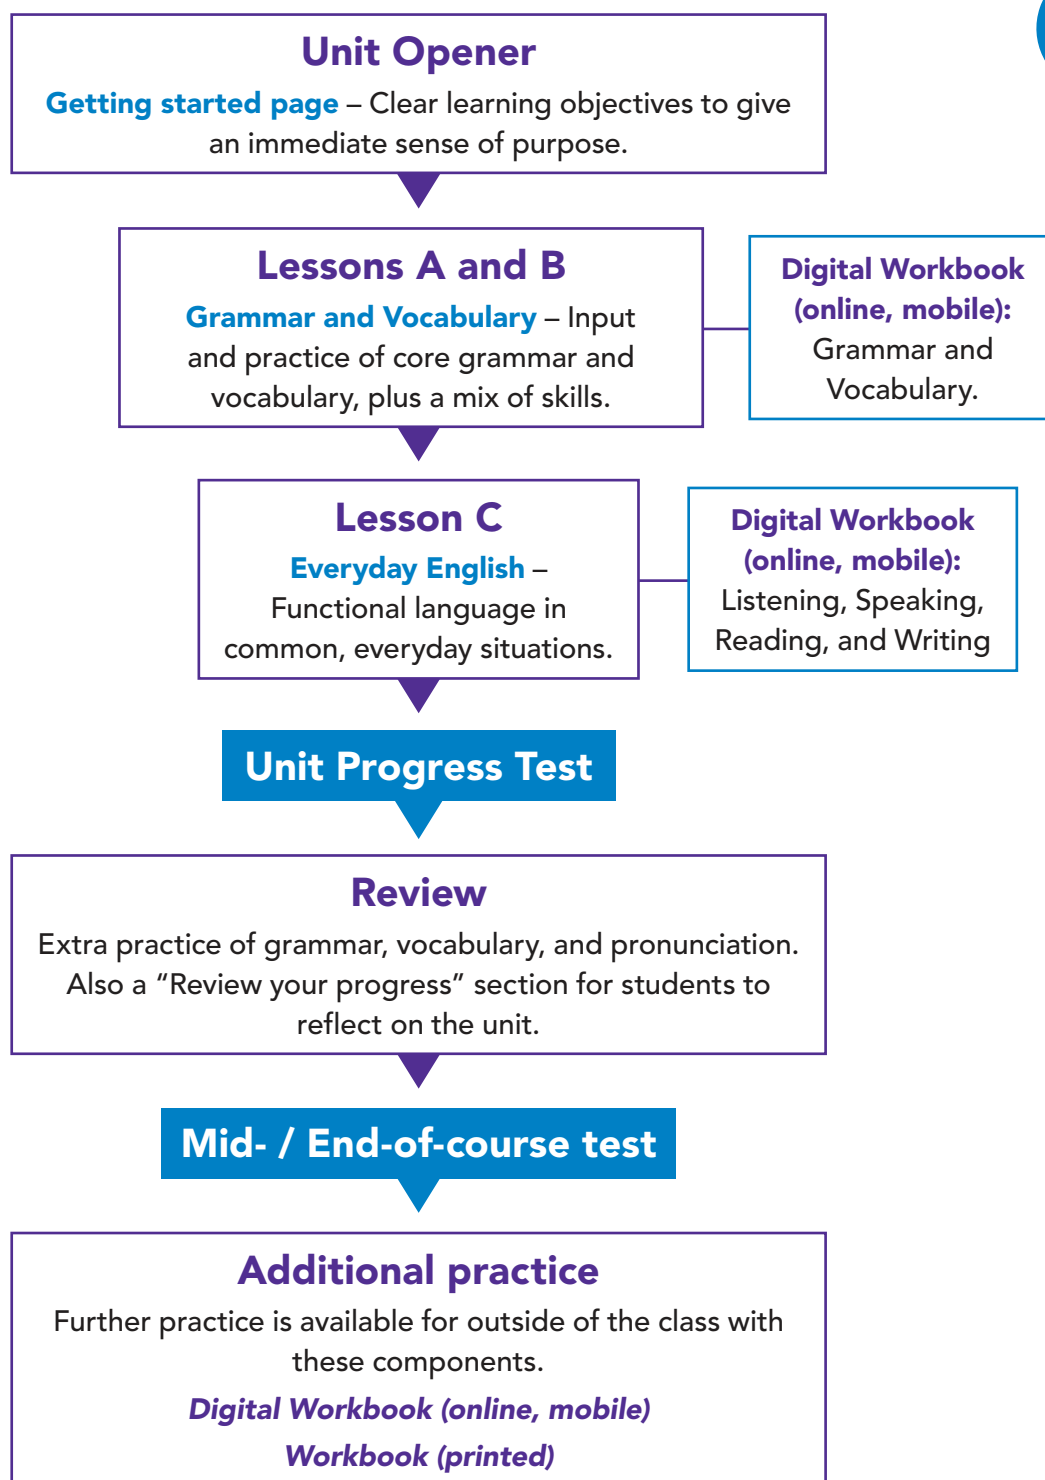 Unit Opener
Getting started page – Clear learning objectives to give
an immediate sense of purpose.
Lessons A and B
Grammar and Vocabulary – Input
and practice of core grammar and
vocabulary, plus a mix of skills.
Digital Workbook
(online, mobile):
Grammar and
Vocabulary.
Lesson C
Everyday English –
Functional language in
common, everyday situations.
Digital Workbook
(online, mobile):
Listening, Speaking,
Reading, and Writing
Unit Progress Test
Review
Extra practice of grammar, vocabulary, and pronunciation.
Also a “Review your progress” section for students to
reflect on the unit.
Mid- / End-of-course test
Additional practice
Further practice is available for outside of the class with
these components.
Digital Workbook (online, mobile)
Workbook (printed)